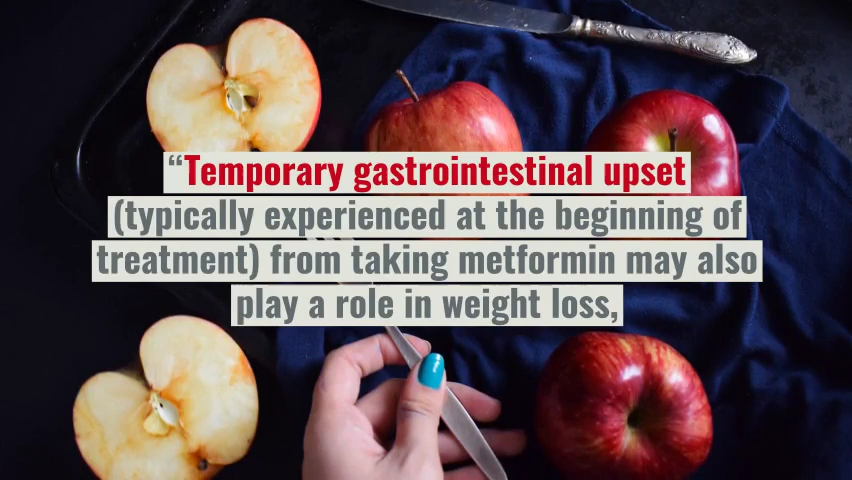 “Temporary gastrointestinal upset
(typically experienced at the beginning of
treatment) from taking metformin may also
play a role in weight loss,